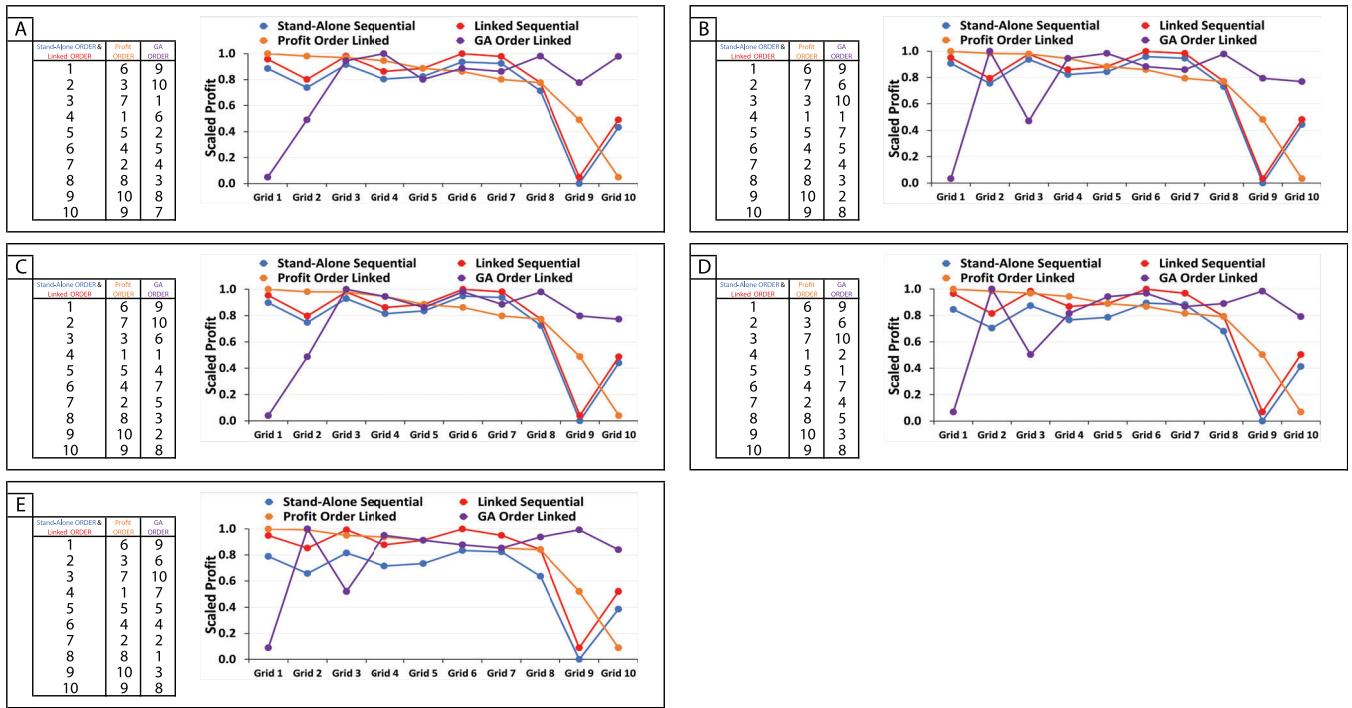 A
Stand-Alone ORDER & Linked ORDER Profit ORDER GA ORDER
1 6 9
2 3 10
3 7 1
4 1 6
5 5 2
6 4 5
7 2 4
8 8 3
9 10 8
10 9 7
Stand-Alone Sequential Linked Sequential
Profit Order Linked GA Order Linked
Scaled Profit
1.0
0.8
0.6
0.4
0.2
0.0
Grid 1 Grid 2 Grid 3 Grid 4 Grid 5 Grid 6 Grid 7 Grid 8 Grid 9 Grid 10
B
Stand-Alone ORDER & Linked ORDER Profit ORDER GA ORDER
1 6 9
2 7 6
3 3 10
4 1 1
5 5 7
6 4 5
7 2 4
8 8 3
9 10 2
10 9 8
Stand-Alone Sequential Linked Sequential
Profit Order Linked GA Order Linked
Scaled Profit
1.0
0.8
0.6
0.4
0.2
0.0
Grid 1 Grid 2 Grid 3 Grid 4 Grid 5 Grid 6 Grid 7 Grid 8 Grid 9 Grid 10
C
Stand-Alone ORDER & Linked ORDER Profit ORDER GA ORDER
1 6 9
2 7 10
3 3 6
4 1 1
5 5 4
6 4 7
7 2 5
8 8 3
9 10 2
10 9 8
Stand-Alone Sequential Linked Sequential
Profit Order Linked GA Order Linked
Scaled Profit
1.0
0.8
0.6
0.4
0.2
0.0
Grid 1 Grid 2 Grid 3 Grid 4 Grid 5 Grid 6 Grid 7 Grid 8 Grid 9 Grid 10
D
Stand-Alone ORDER & Linked ORDER Profit ORDER GA ORDER
1 6 9
2 3 6
3 7 10
4 1 2
5 5 1
6 4 7
7 2 4
8 8 5
9 10 3
10 9 8
Stand-Alone Sequential Linked Sequential
Profit Order Linked GA Order Linked
Scaled Profit
1.0
0.8
0.6
0.4
0.2
0.0
Grid 1 Grid 2 Grid 3 Grid 4 Grid 5 Grid 6 Grid 7 Grid 8 Grid 9 Grid 10
E
Stand-Alone ORDER & Linked ORDER Profit ORDER GA ORDER
1 6 9
2 3 6
3 7 10
4 1 7
5 5 5
6 4 4
7 2 2
8 8 1
9 10 3
10 9 8
Stand-Alone Sequential Linked Sequential
Profit Order Linked GA Order Linked
Scaled Profit
1.0
0.8
0.6
0.4
0.2
0.0
Grid 1 Grid 2 Grid 3 Grid 4 Grid 5 Grid 6 Grid 7 Grid 8 Grid 9 Grid 10